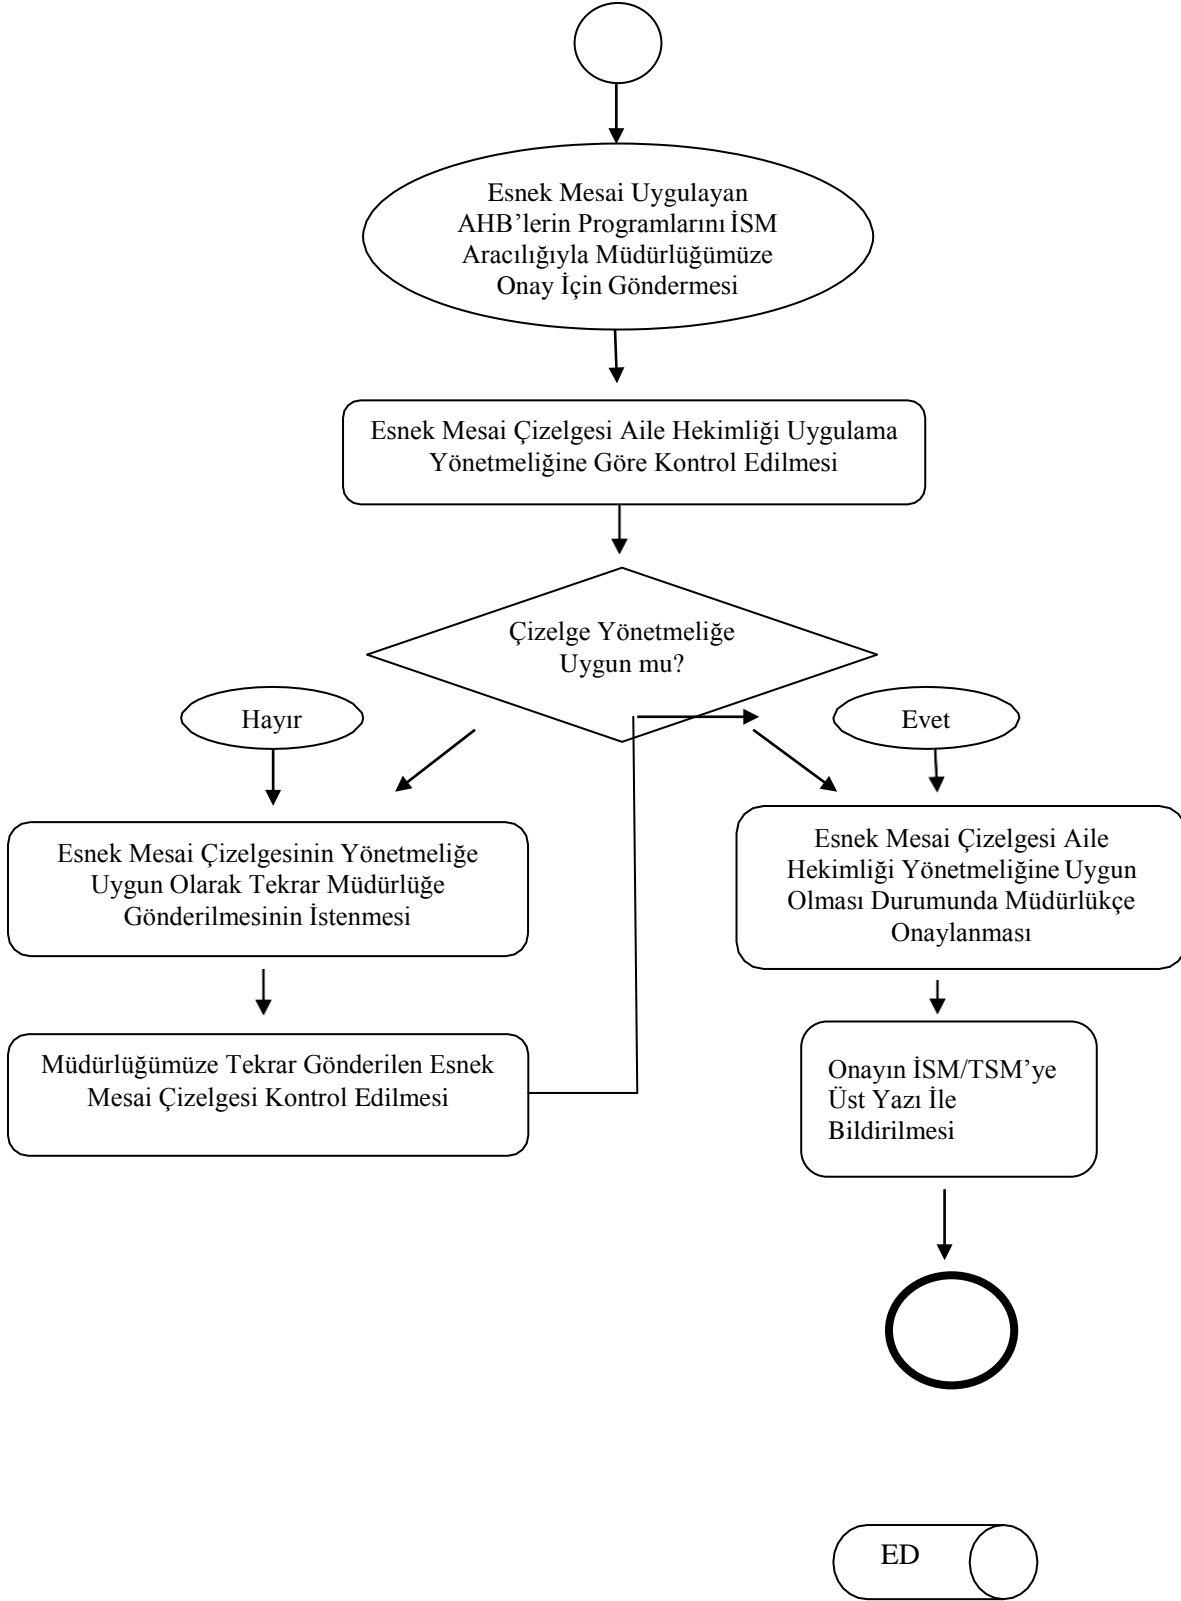 Esnek Mesai Uygulayan
AHB’lerin Programlarını İSM
Aracılığıyla Müdürlüğümüze
Onay İçin Göndermesi
Esnek Mesai Çizelgesi Aile Hekimliği Uygulama
Yönetmeliğine Göre Kontrol Edilmesi
Çizelge Yönetmeliğe
Uygun mu?
Hayır
Evet
Esnek Mesai Çizelgesinin Yönetmeliğe
Uygun Olarak Tekrar Müdürlüğe
Gönderilmesinin İstenmesi
Esnek Mesai Çizelgesi Aile
Hekimliği Yönetmeliğine Uygun
Olması Durumunda Müdürlükçe
Onaylanması
Müdürlüğümüze Tekrar Gönderilen Esnek
Mesai Çizelgesi Kontrol Edilmesi
Onayın İSM/TSM’ye
Üst Yazı İle
Bildirilmesi
ED